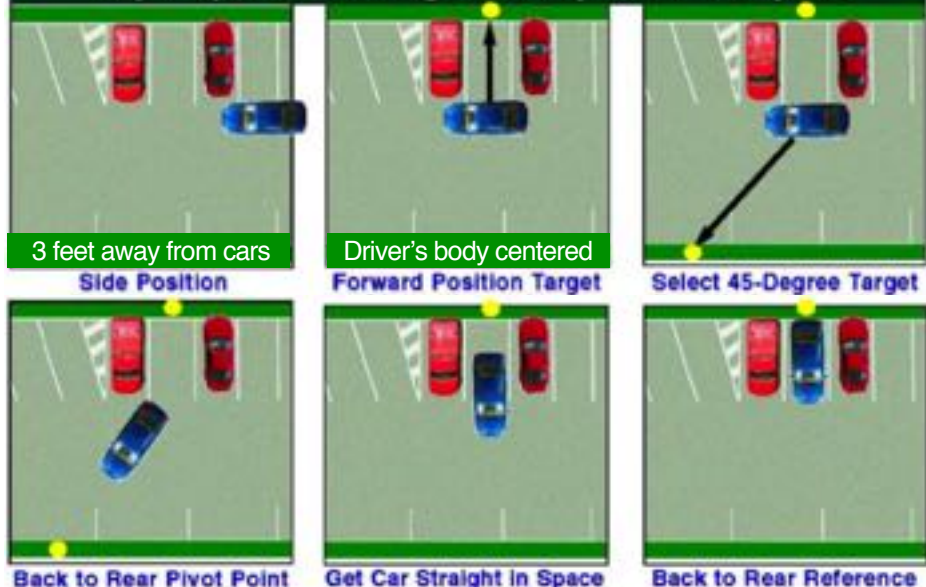 3 feet away from cars
Driver's body centered
Side Position
Forward Position Target
Select 45-Degree Target
Back to Rear Pivot Point
Get Car Straight in Space
Back to Rear Reference